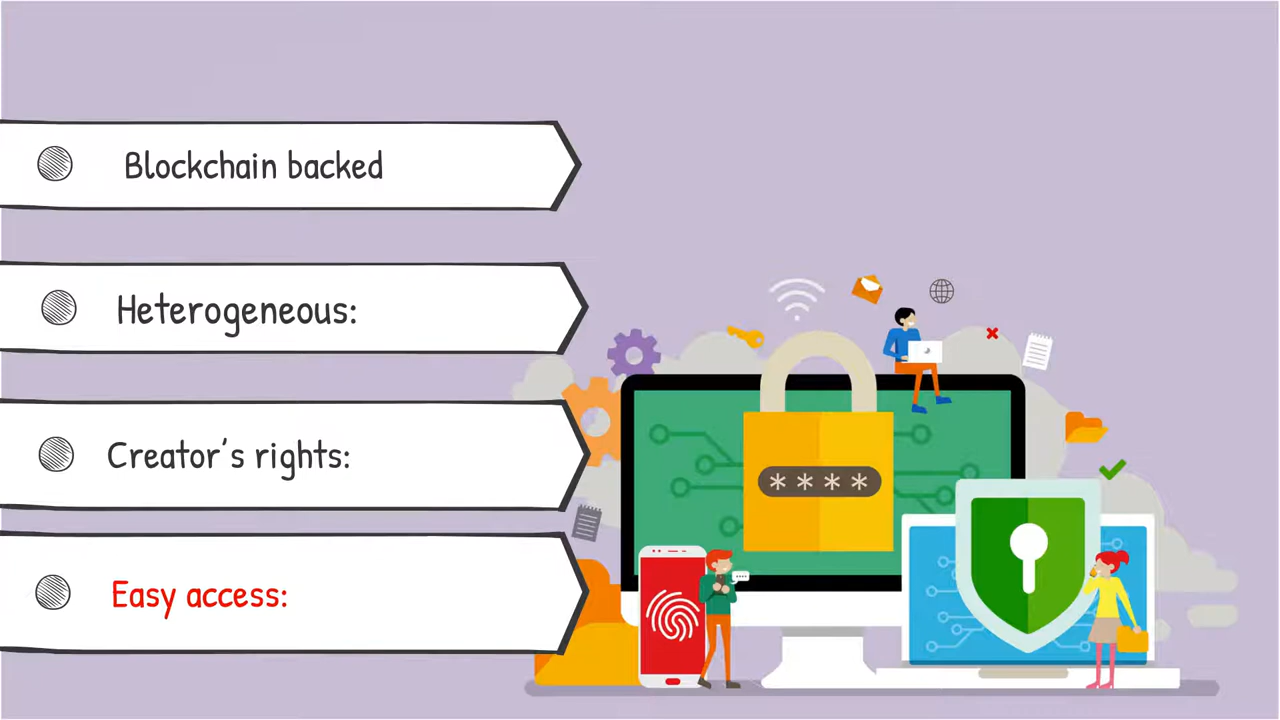 Blockchain backed
Heterogeneous:
Creator's rights:
Easy access:
****